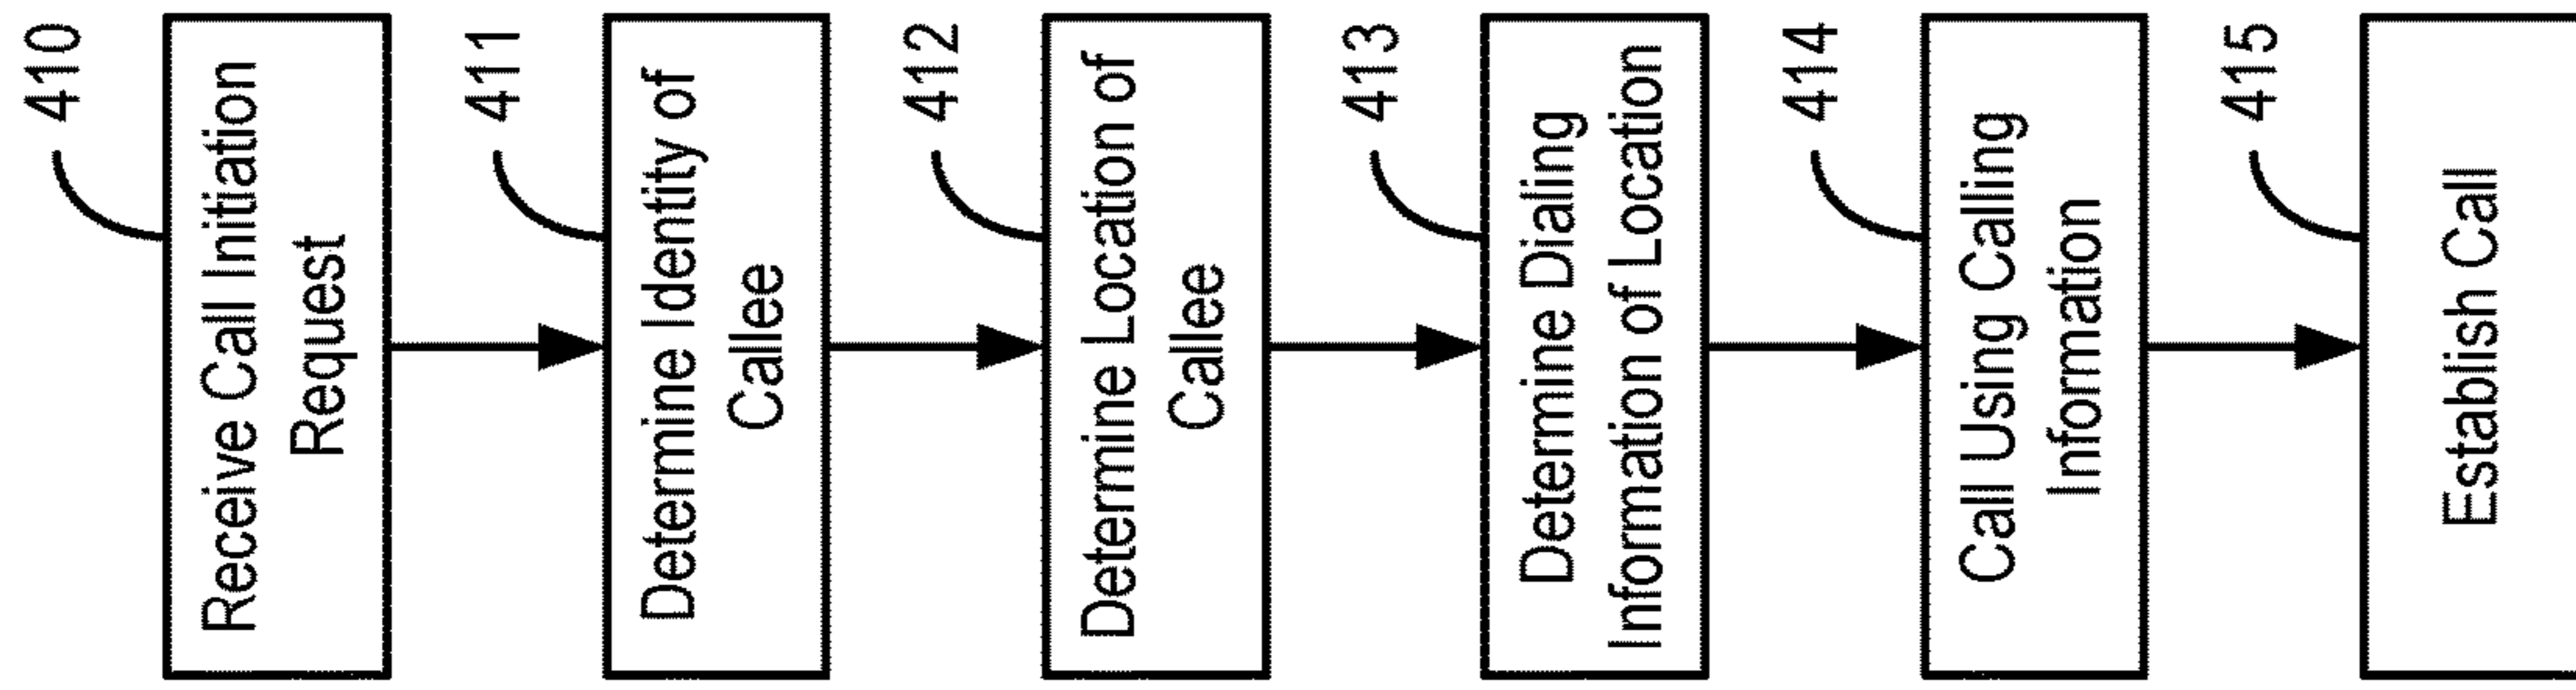 410
Receive Call Initiation
Request
411
Determine Identity of
Callee
412
Determine Location of
Callee
413
Determine Dialing
Information of Location
414
Call Using Calling
Information
415
Establish Call